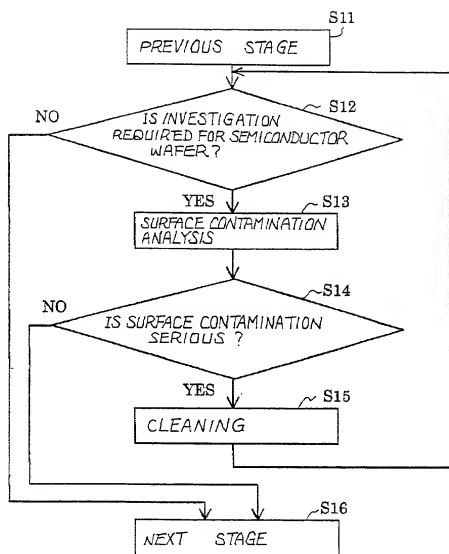 S11
PREVIOUS STAGE
S12
NO
IS INVESTIGATION
REQUIRED FOR SEMICONDUCTOR
WAFER?
YES
S13
SURFACE CONTAMINATION
ANALYSIS
S14
NO
IS SURFACE CONTAMINATION
SERIOUS ?
YES
S15
CLEANING
S16
NEXT STAGE